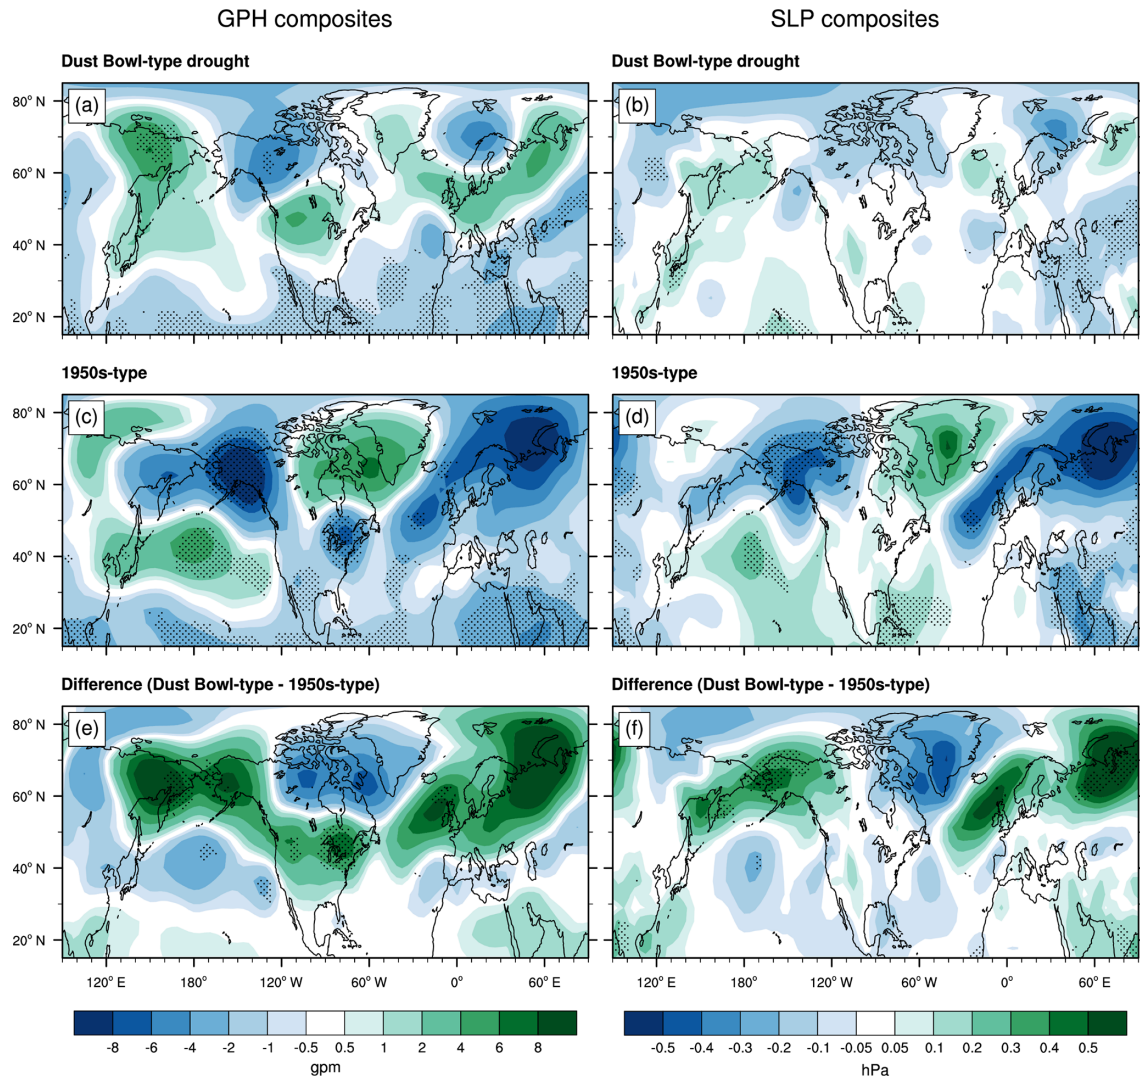 GPH composites
SLP composites
Dust Bowl-type drought
Dust Bowl-type drought
(a)
(b)
80° N
60° N
40° N
20° N
1950s-type
1950s-type
(c)
(d)
80° N
60° N
40° N
20° N
Difference (Dust Bowl-type - 1950s-type)
Difference (Dust Bowl-type - 1950s-type)
(e)
(f)
80° N
60° N
40° N
20° N
120° E 180° 120° W 60° W 0° 60° E
120° E 180° 120° W 60° W 0° 60° E
-8 -6 -4 -2 -1 -0.5 0.5 1 2 4 6 8
gpm
-0.5 -0.4 -0.3 -0.2 -0.1 -0.05 0.05 0.1 0.2 0.3 0.4 0.5
hPa